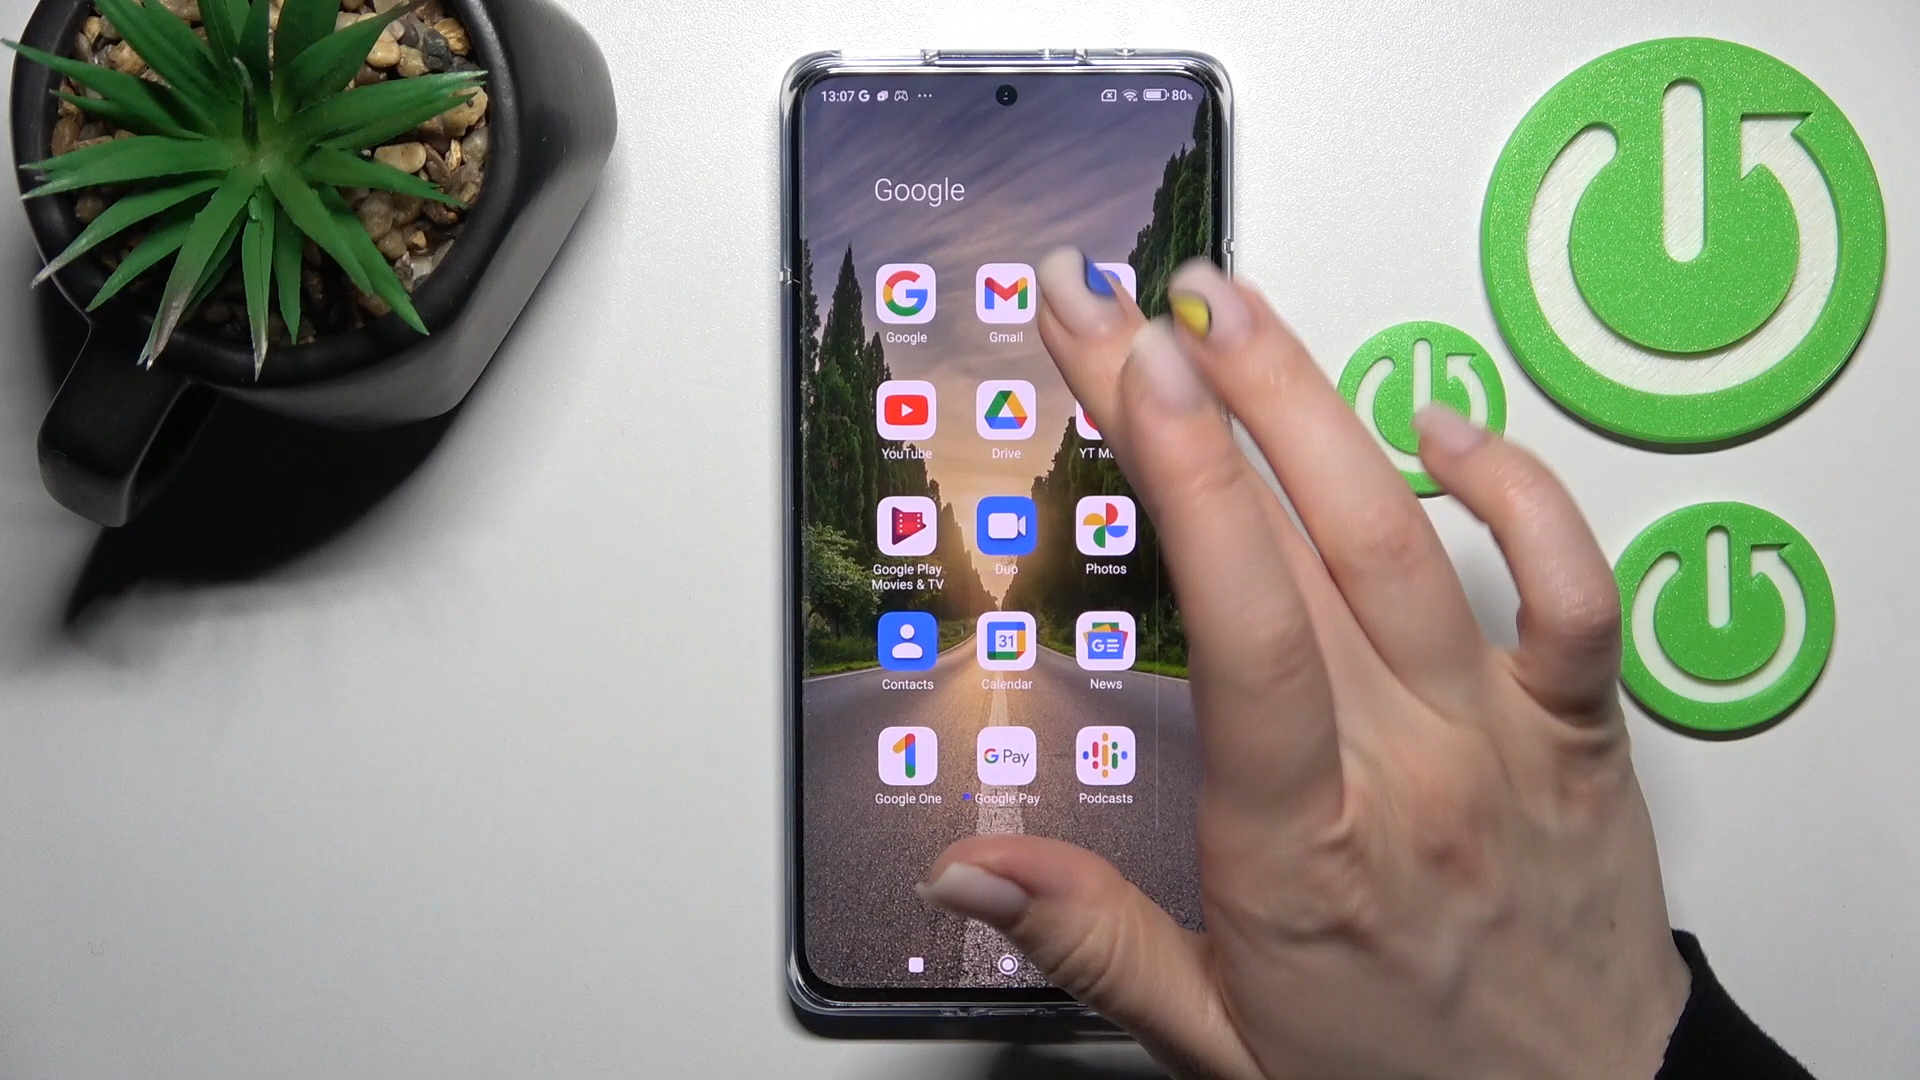 13:07 G ··· 80%
Google
Google Gmail
YouTube Drive YT
Google Play Movies & TV Duo Photos
Contacts 31 Calendar GE News
Google One G Pay Google Pay Podcasts